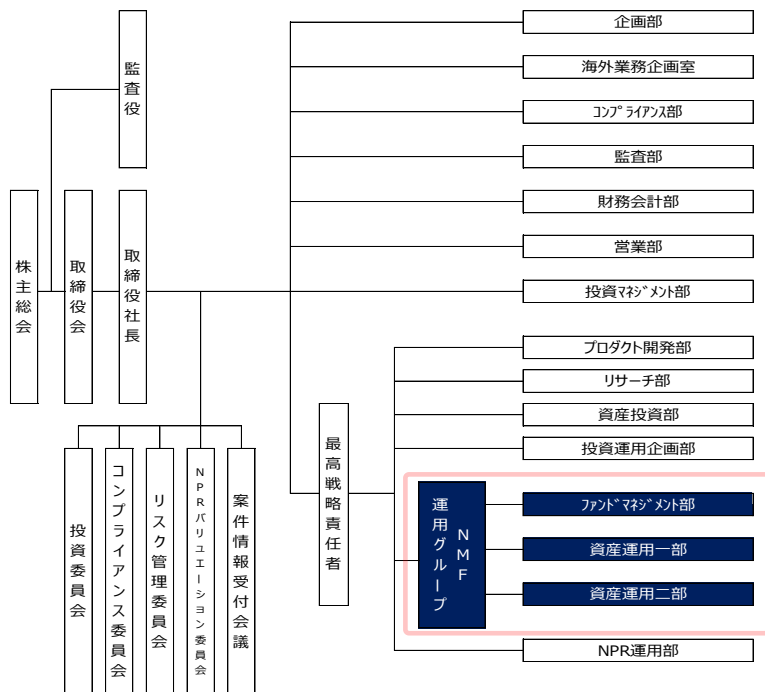 企画部
海外業務企画室
ｺﾝﾌﾟﾗｲｱﾝｽ部
監査部
財務会計部
営業部
投資ﾏﾈｼﾞﾒﾝﾄ部
監査役
株主総会
取締役会
取締役社長
プロダクト開発部
リサーチ部
資産投資部
投資運用企画部
最高戦略責任者
NMF
運用グループ
ﾌｧﾝﾄﾞﾏﾈｼﾞﾒﾝﾄ部
資産運用一部
資産運用二部
NPR運用部
投資委員会
コンプライアンス委員会
リスク管理委員会
NPRバリュエーション委員会
案件情報受付会議